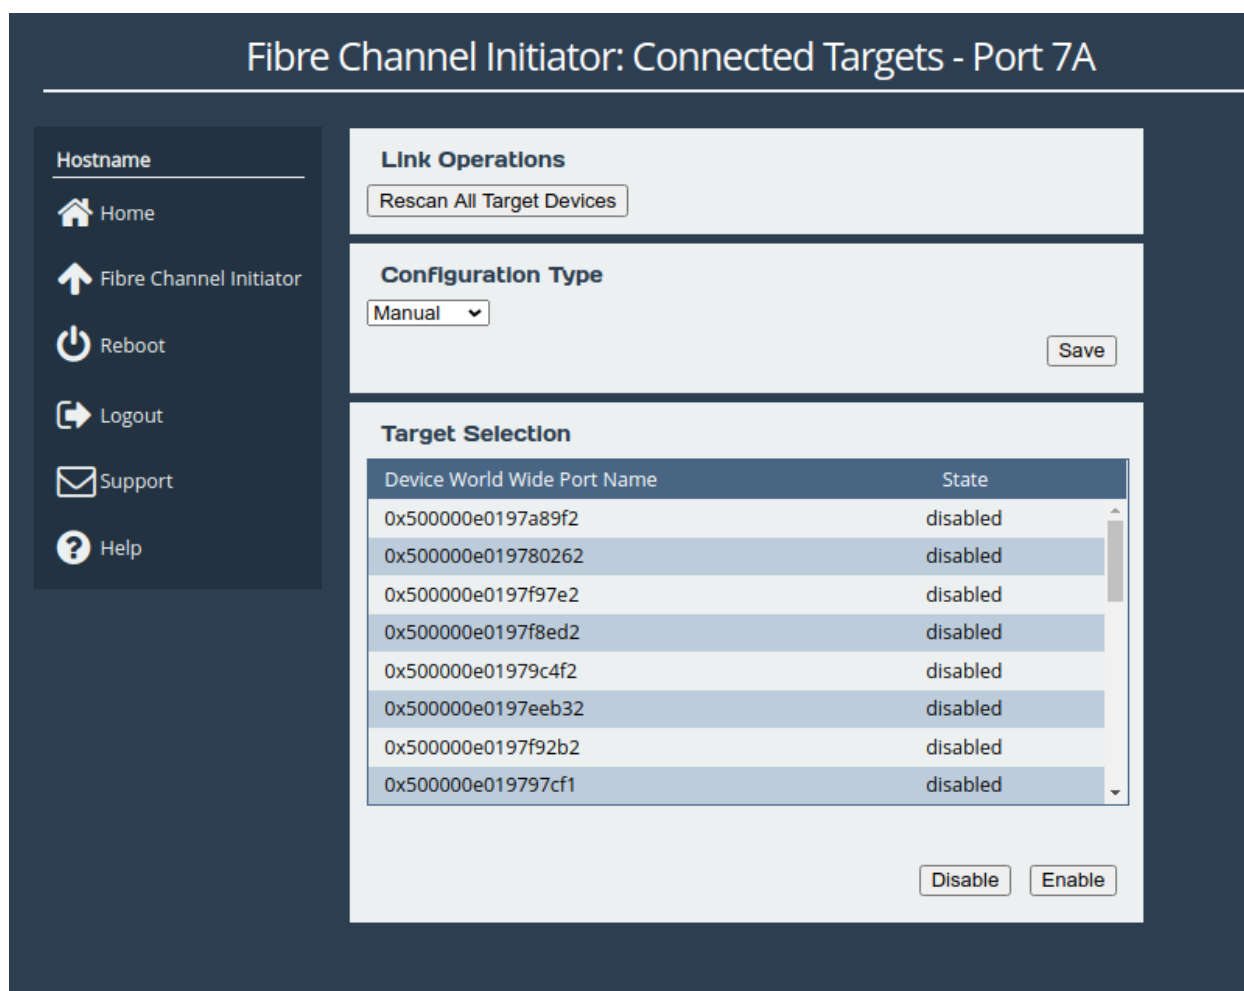 Fibre Channel Initiator: Connected Targets - Port 7A
Hostname
Home
Fibre Channel Initiator
Reboot
Logout
Support
Help
Link Operations
Rescan All Target Devices
Configuration Type
Manual
Save
Target Selection
Device World Wide Port Name State
0x500000e0197a89f2 disabled
0x500000e019780262 disabled
0x500000e0197f97e2 disabled
0x500000e0197f8ed2 disabled
0x500000e01979c4f2 disabled
0x500000e0197eeb32 disabled
0x500000e0197f92b2 disabled
0x500000e019797cf1 disabled
Disable Enable